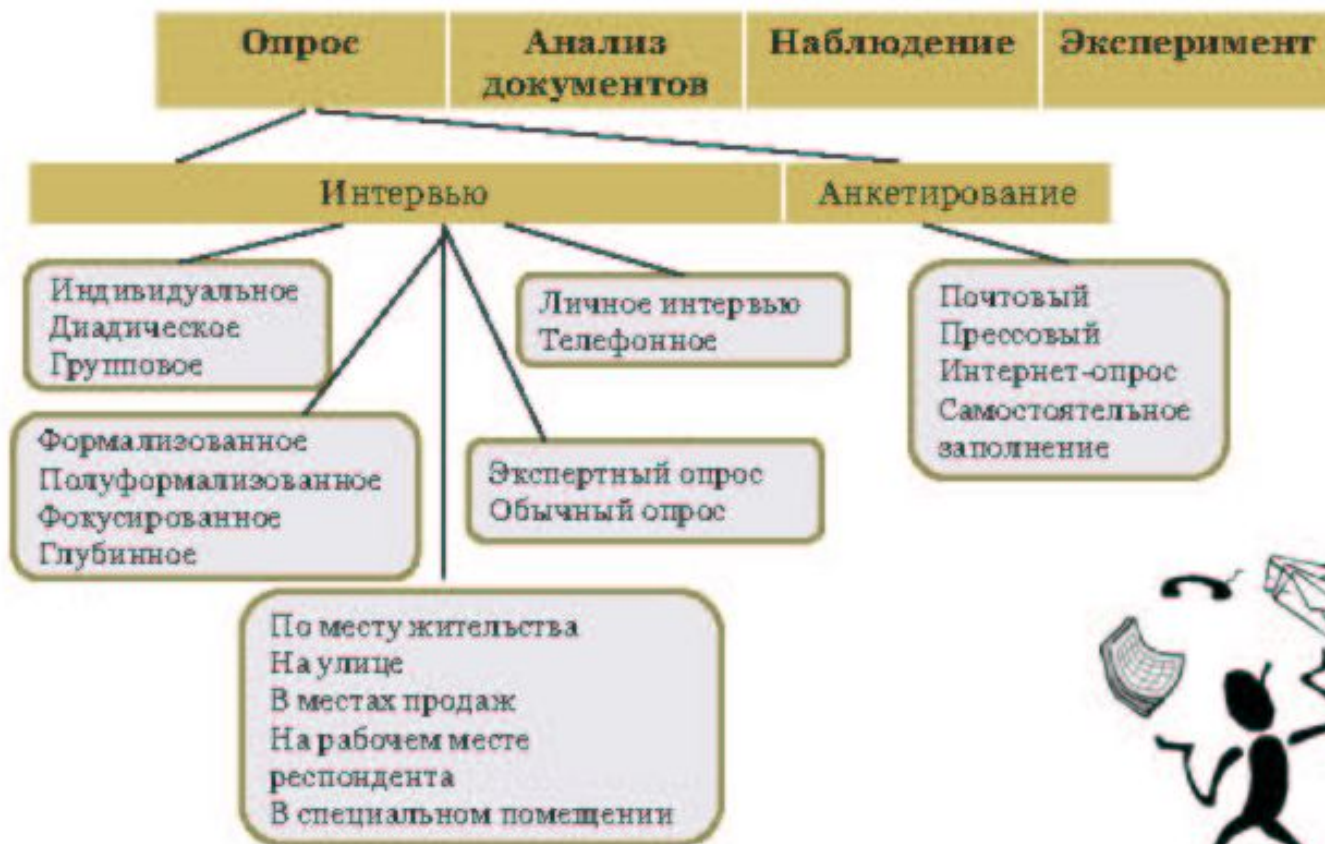 Опрос
Анализ
документов
Наблюдение
Эксперимент
Интервью
Анкетирование
Индивидуальное
Диадическое
Групповое
Личное интервью
Телефонное
Почтовый
Прессовый
Интернет-опрос
Самостоятельное
заполнение
Формализованное
Полуформализованное
Фокусированное
Глубинное
Экспертный опрос
Обычный опрос
По месту жительства
На улице
В местах продаж
На рабочем месте
респондента
В специальном помещении